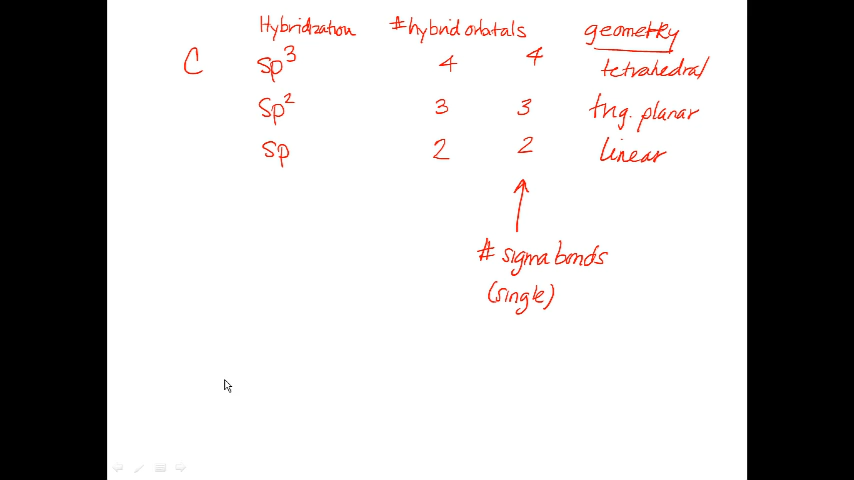 Hybridization # hybrid orbitals geometry
C sp³ 4 4 tetrahedral
sp² 3 3 trig. planar
sp 2 2 linear
# sigma bonds
(single)